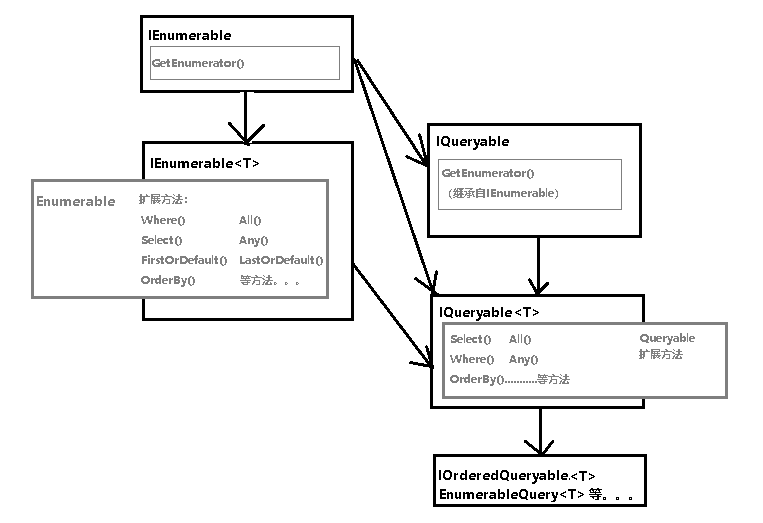 IEnumerable
GetEnumerator()
IEnumerable<T>
Enumerable
扩展方法：
Where() All()
Select() Any()
FirstOrDefault() LastOrDefault()
OrderBy() 等方法。。。
IQueryable
GetEnumerator()
（继承自IEnumerable）
IQueryable<T>
Select() All()
Where() Any()
OrderBy()...........等方法
Queryable
扩展方法
IOrderedQueryable.<T>
EnumerableQuery<T> 等。。。